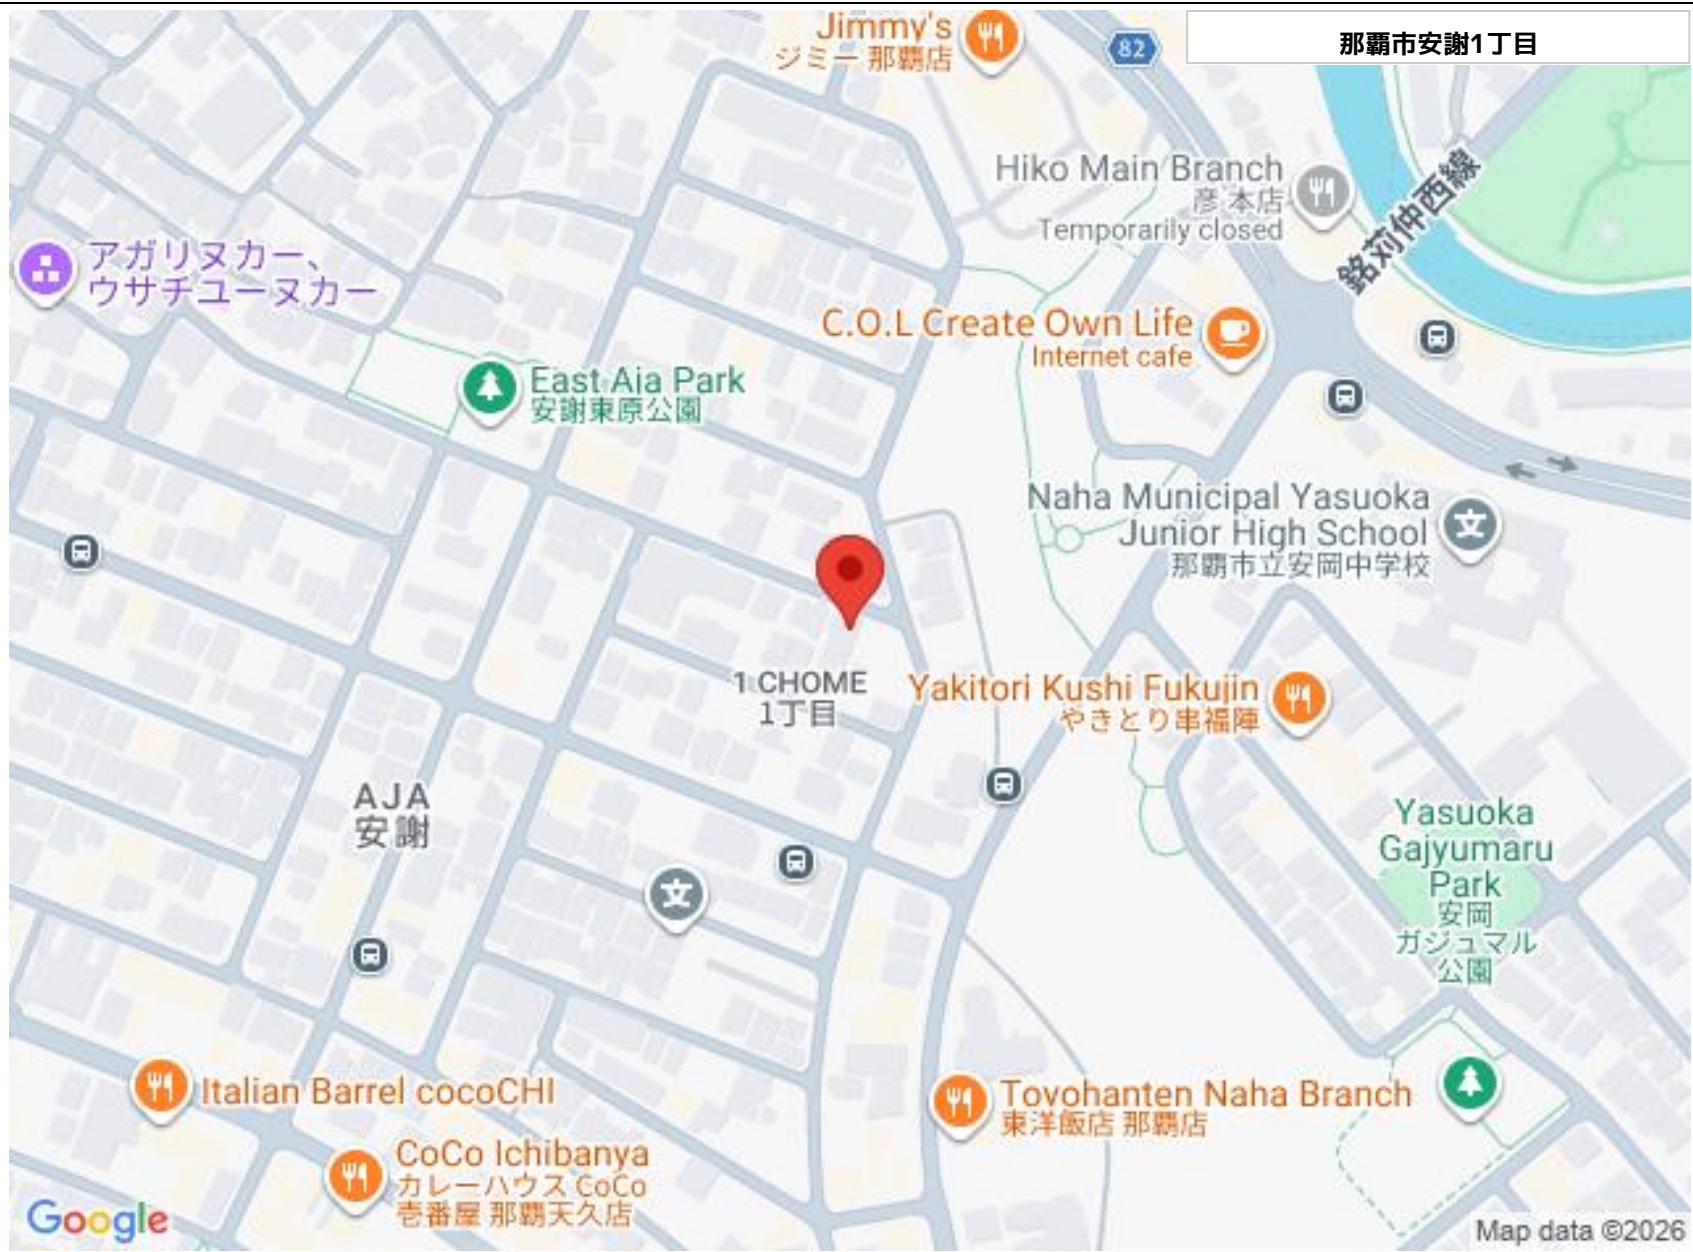 Jimmy's
ジミー 那覇店
82
那覇市安謝1丁目
Hiko Main Branch
彦 本店
Temporarily closed
銘苅仲西線
アガリヌカー、
ウサチユーヌカー
C.O.L Create Own Life
Internet cafe
East Aja Park
安謝東原公園
Naha Municipal Yasuoka
Junior High School
那覇市立安岡中学校
文
1 CHOME
1丁目
Yakitori Kushi Fukujin
やきとり串福陣
AJA
安謝
文
Yasuoka
Gajyumaru
Park
安岡
ガジュマル
公園
Italian Barrel cocoCHI
Toyohanten Naha Branch
東洋飯店 那覇店
CoCo Ichibanya
カレーハウス CoCo
壱番屋 那覇天久店
Google
Map data ©2026